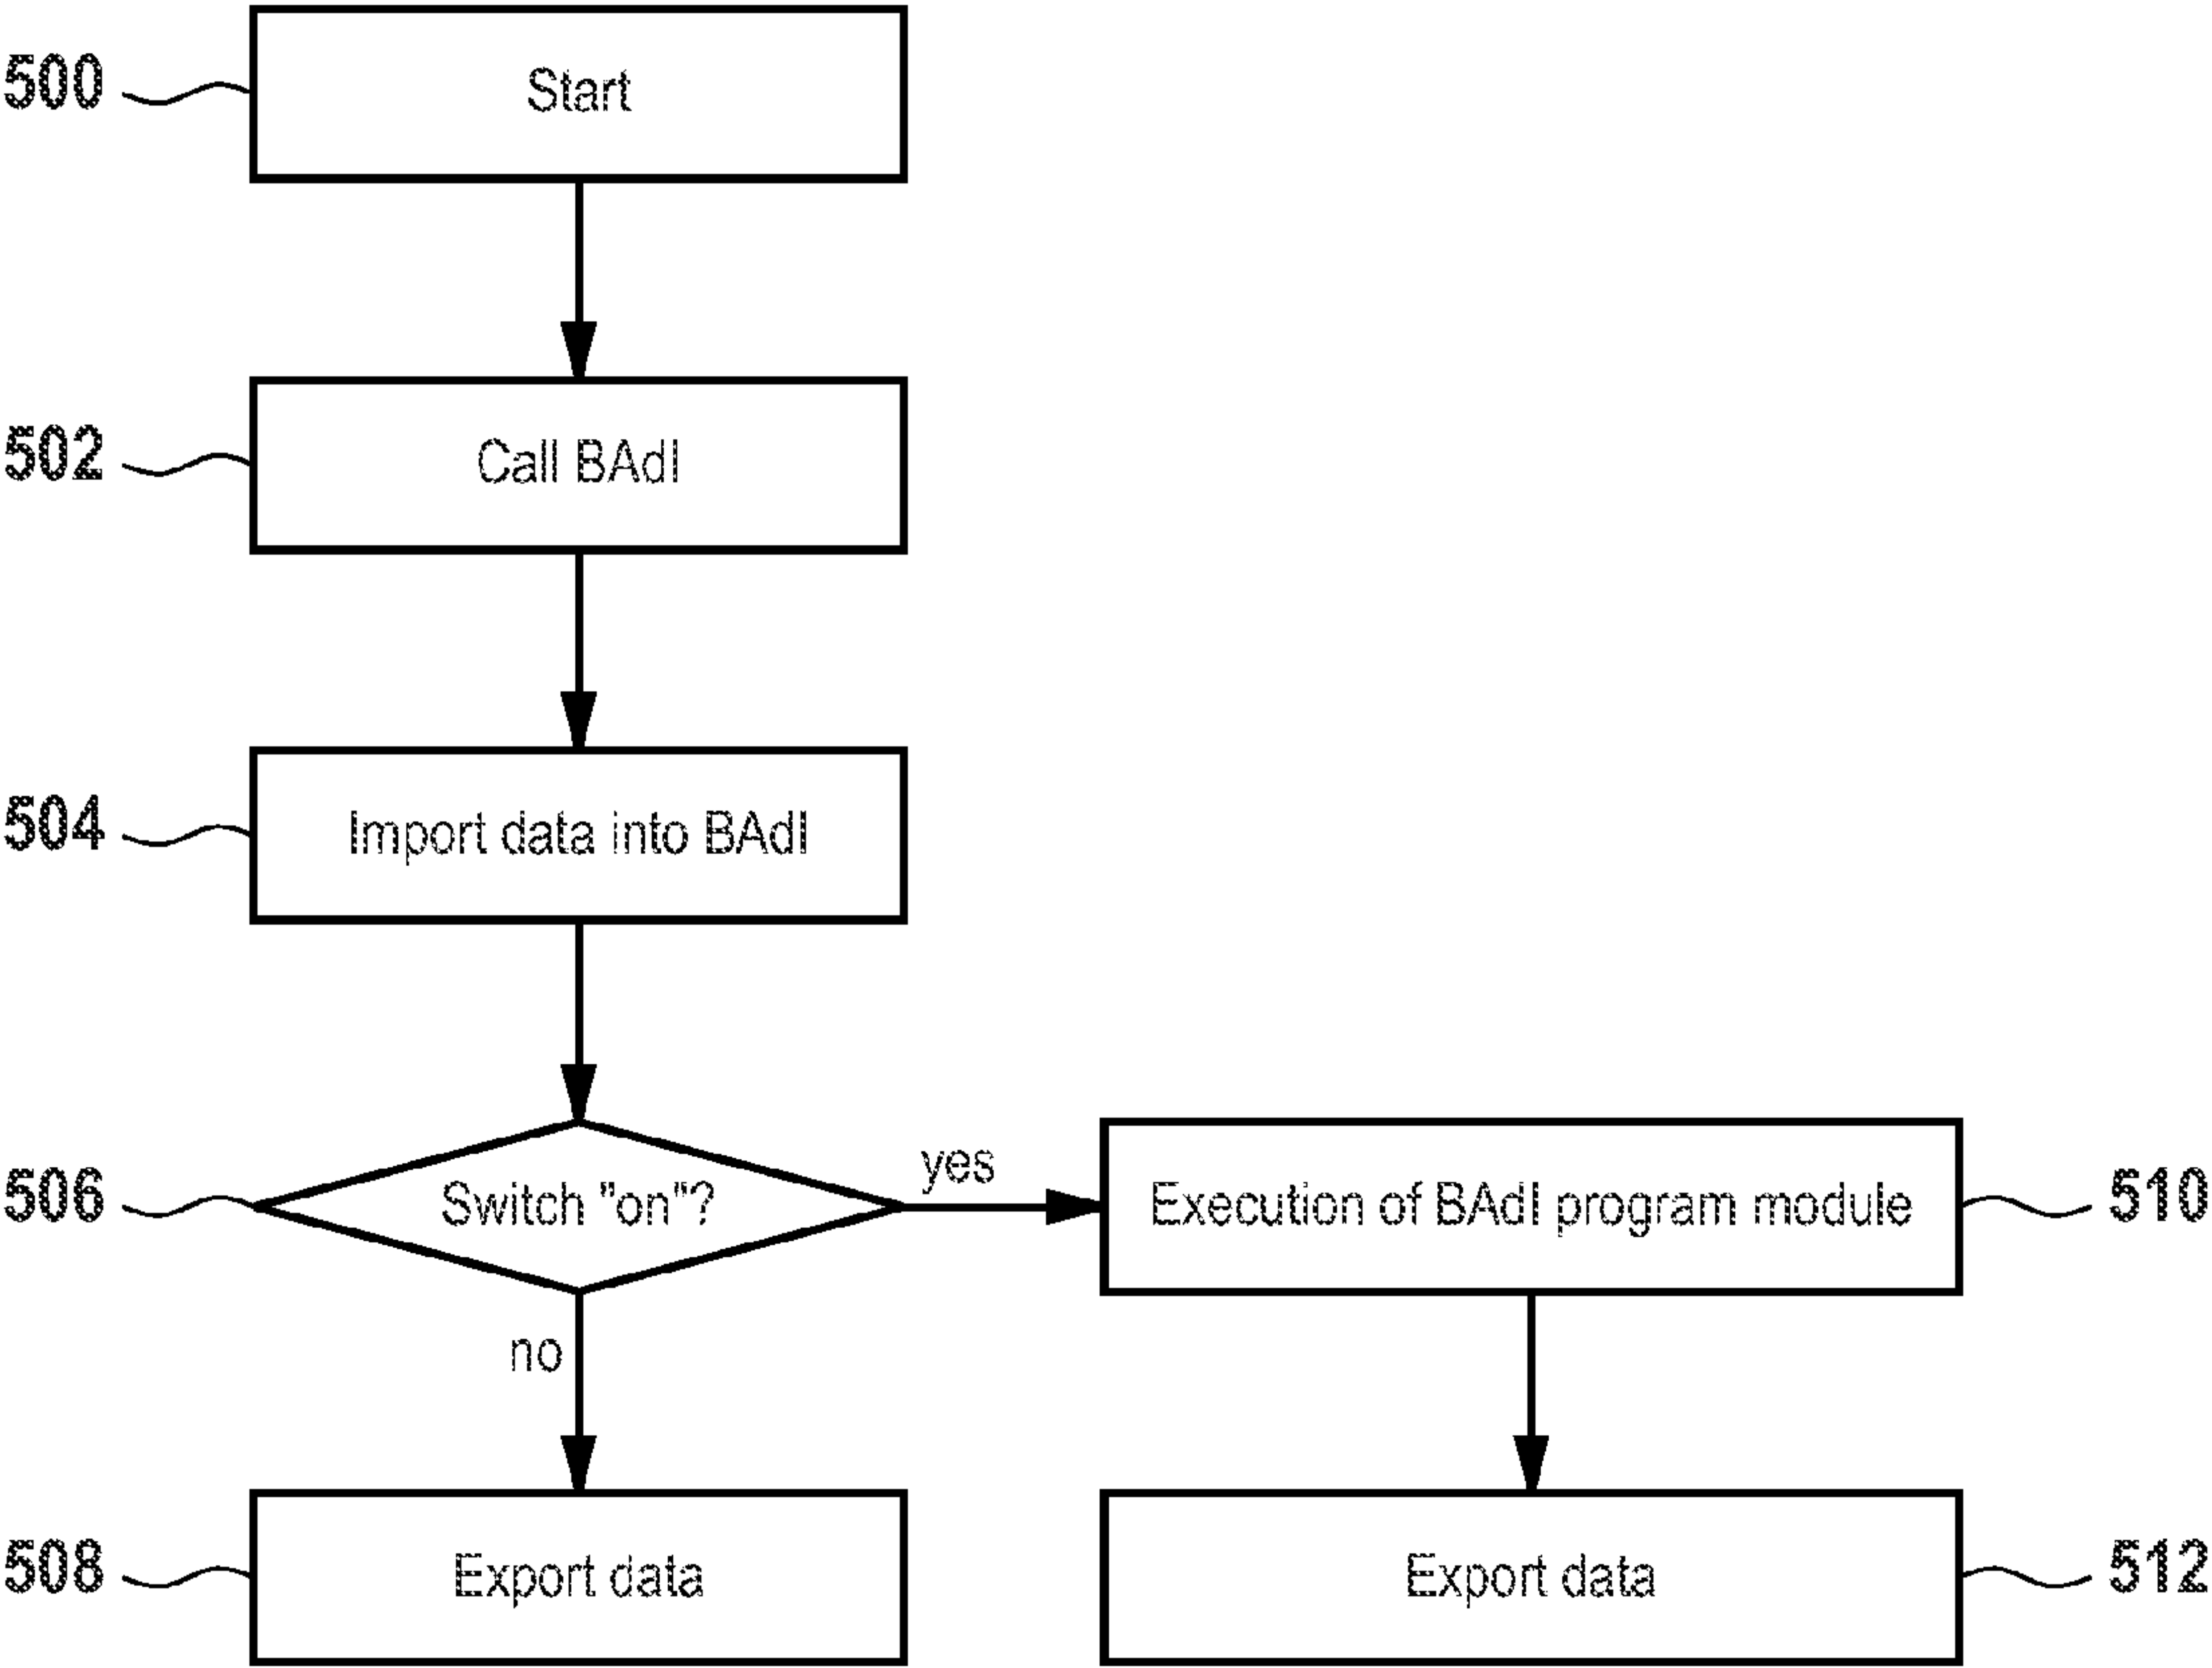 500
Start
502
Call BAdI
504
Import data into BAdI
506
Switch "on"?
yes
Execution of BAdI program module
510
no
508
Export data
Export data
512